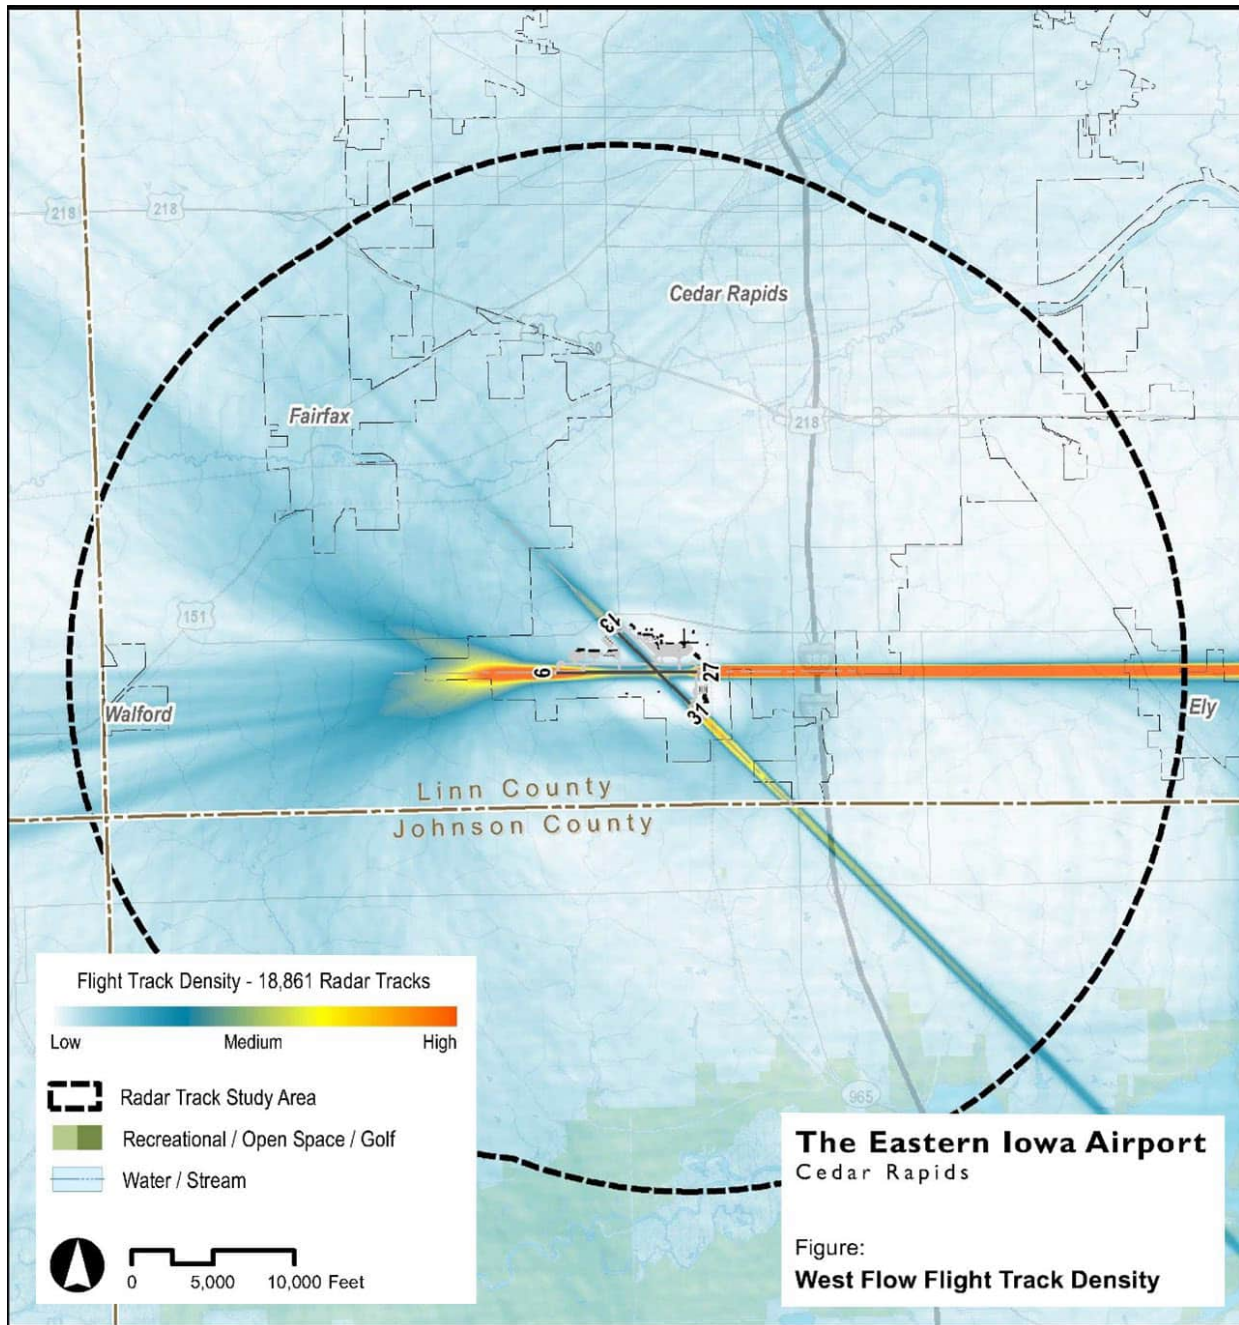 218
218
Cedar Rapids
30
Fairfax
218
151
13
9
27
31
Walford
Ely
Linn County
Johnson County
Flight Track Density - 18,861 Radar Tracks
Low Medium High
Radar Track Study Area
Recreational / Open Space / Golf
Water / Stream
0 5,000 10,000 Feet
965
The Eastern Iowa Airport
Cedar Rapids
Figure:
West Flow Flight Track Density